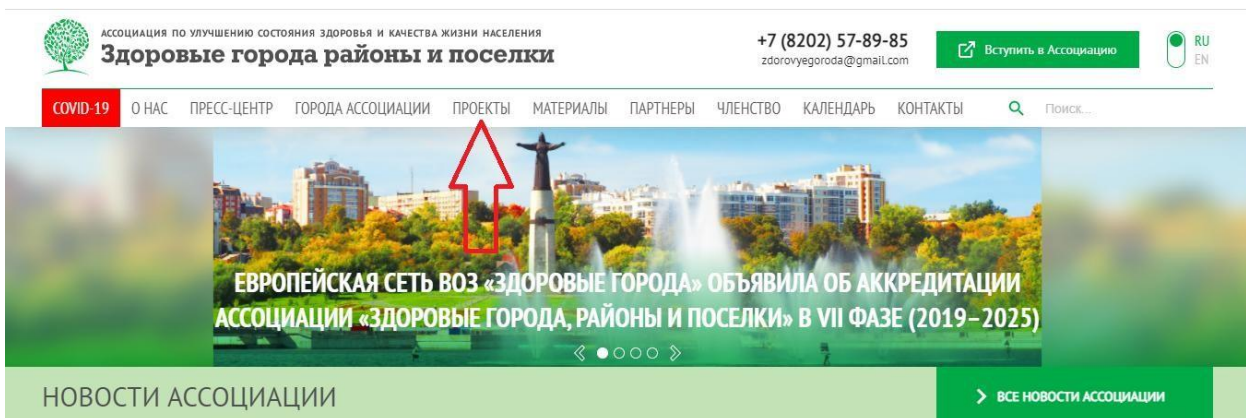 АССОЦИАЦИЯ ПО УЛУЧШЕНИЮ СОСТОЯНИЯ ЗДОРОВЬЯ И КАЧЕСТВА ЖИЗНИ НАСЕЛЕНИЯ
Здоровые города районы и поселки
+7 (8202) 57-89-85
zdorovyegoroda@gmail.com
Вступить в Ассоциацию
RU
EN
COVID-19 О НАС ПРЕСС-ЦЕНТР ГОРОДА АССОЦИАЦИИ ПРОЕКТЫ МАТЕРИАЛЫ ПАРТНЕРЫ ЧЛЕНСТВО КАЛЕНДАРЬ КОНТАКТЫ Поиск...
ЕВРОПЕЙСКАЯ СЕТЬ ВОЗ «ЗДОРОВЫЕ ГОРОДА» ОБЪЯВИЛА ОБ АККРЕДИТАЦИИ
АССОЦИАЦИИ «ЗДОРОВЫЕ ГОРОДА, РАЙОНЫ И ПОСЕЛКИ» В VII ФАЗЕ (2019–2025)
НОВОСТИ АССОЦИАЦИИ
ВСЕ НОВОСТИ АССОЦИАЦИИ